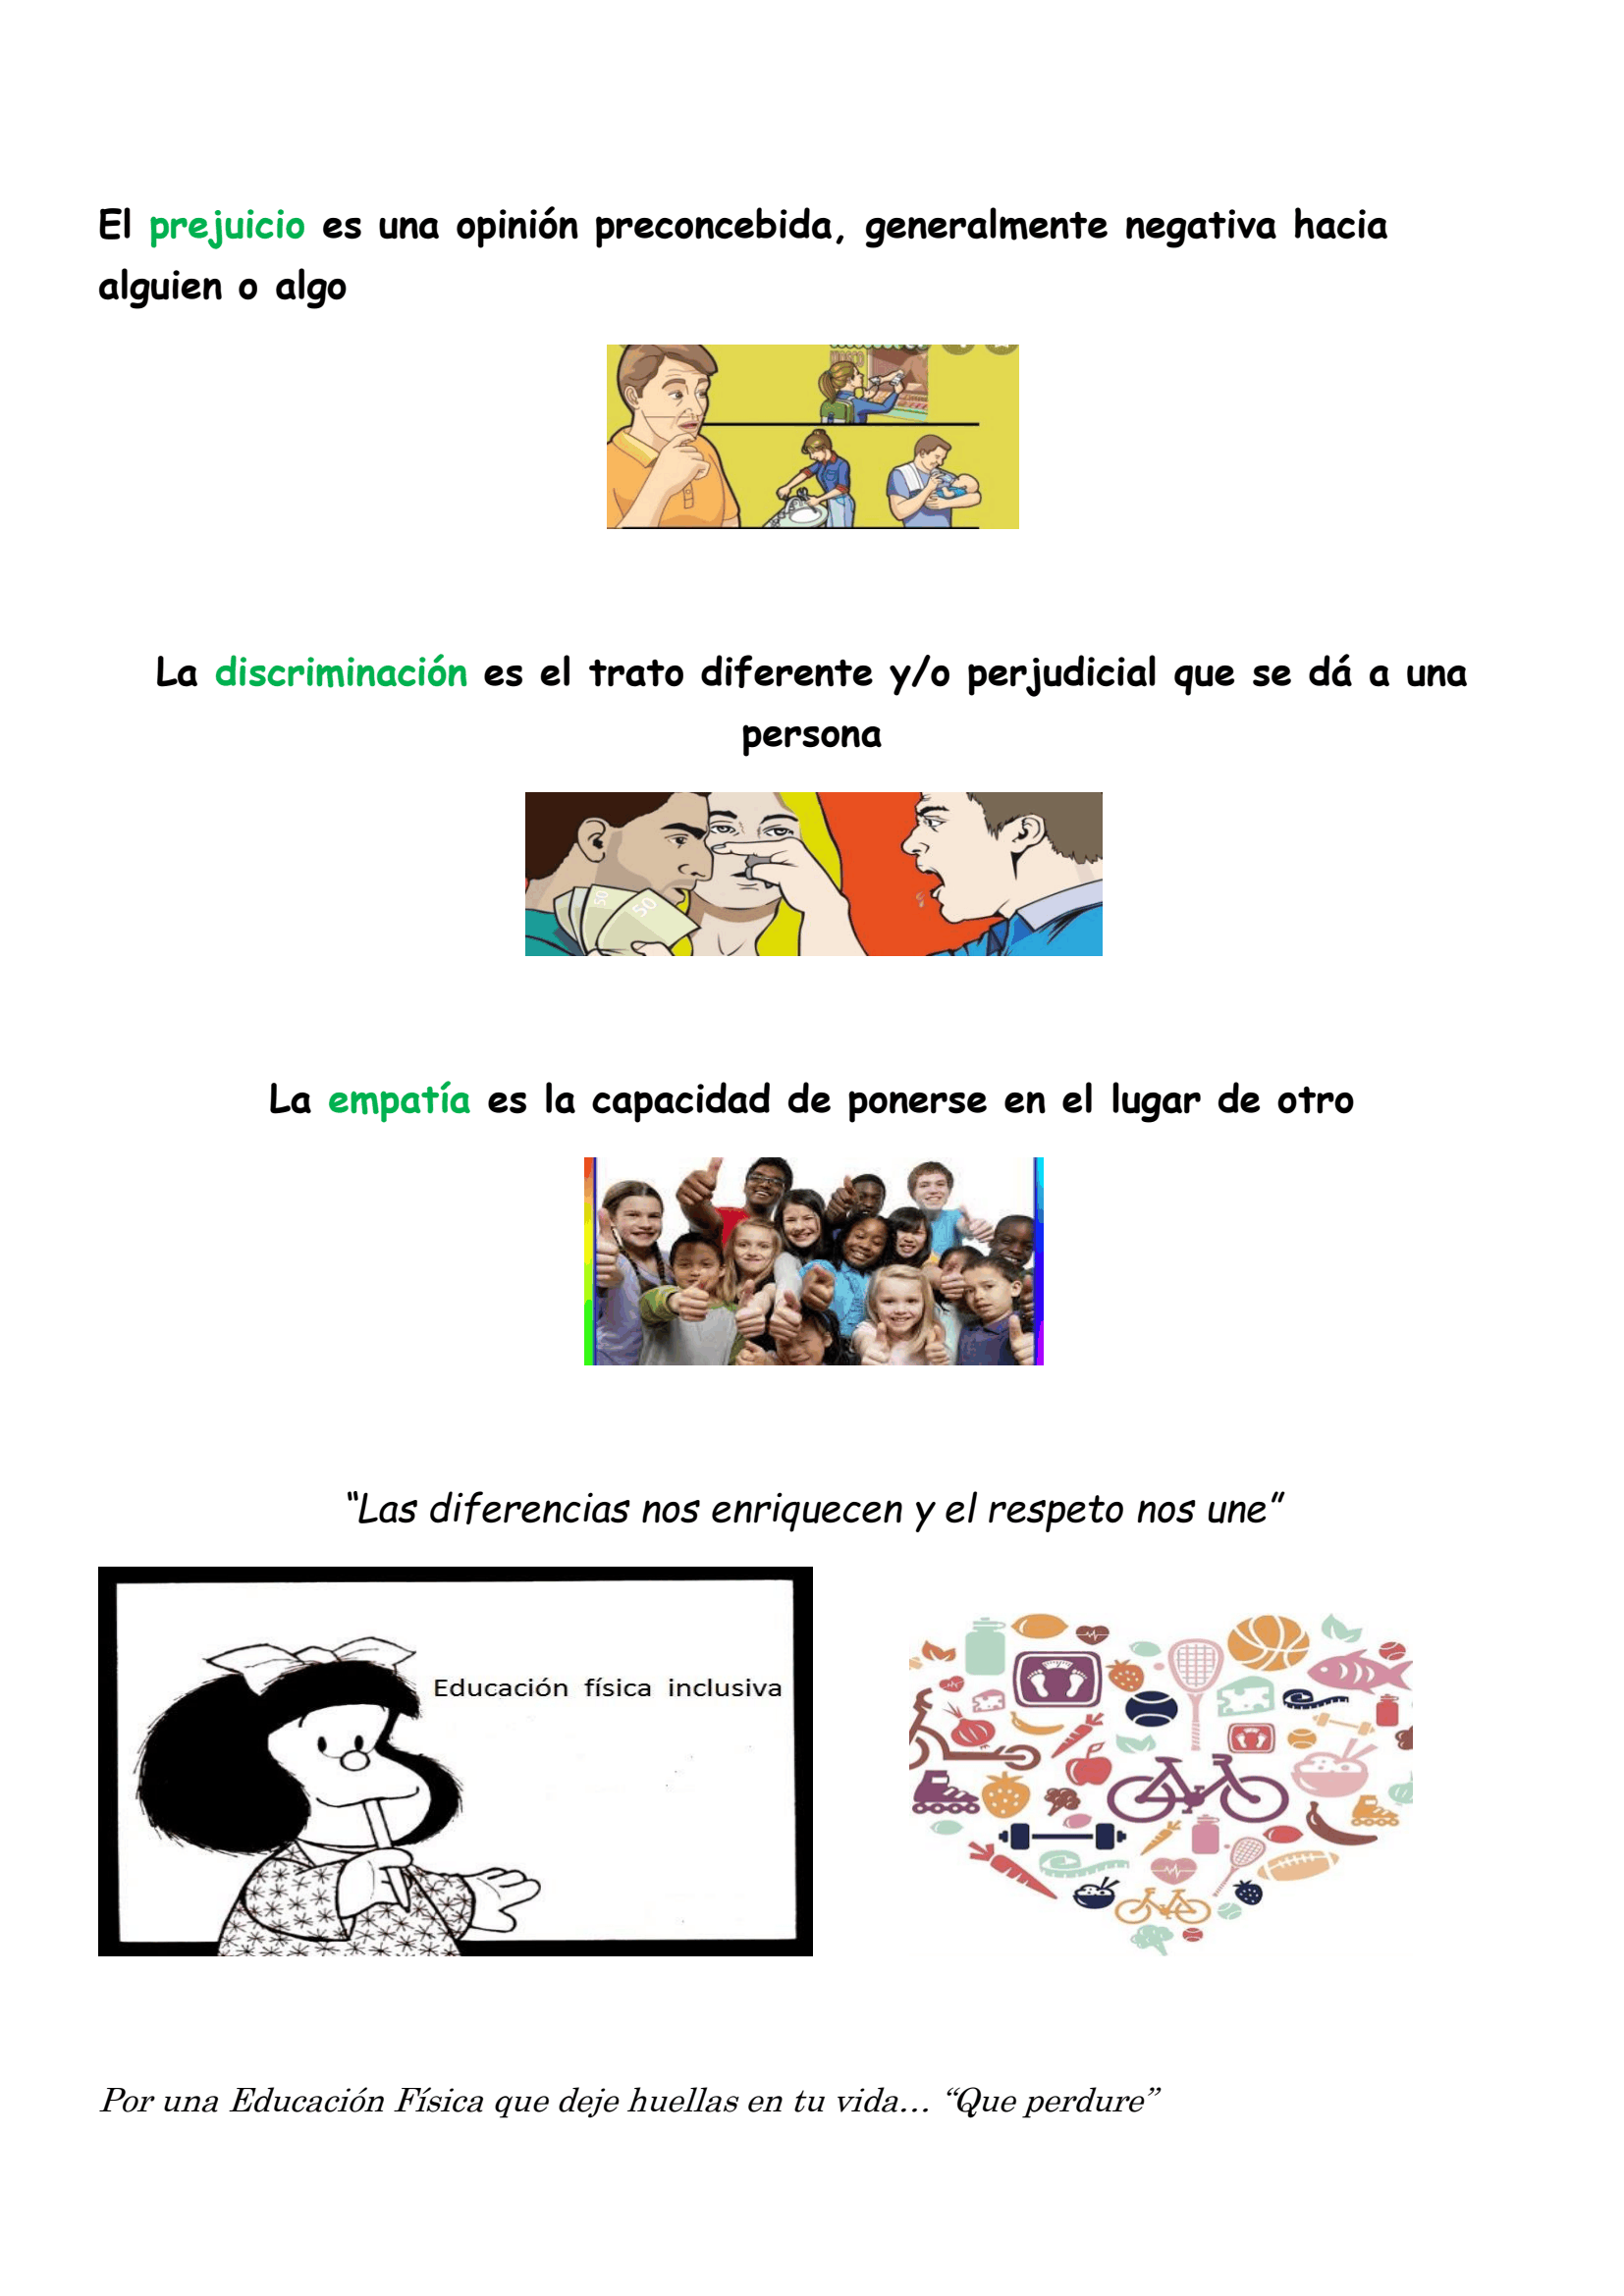 El prejuicio es una opinión preconcebida, generalmente negativa hacia
alguien o algo
La discriminación es el trato diferente y/o perjudicial que se dá a una
persona
50
50
La empatía es la capacidad de ponerse en el lugar de otro
“Las diferencias nos enriquecen y el respeto nos une”
Educación física inclusiva
Por una Educación Física que deje huellas en tu vida… “Que perdure”